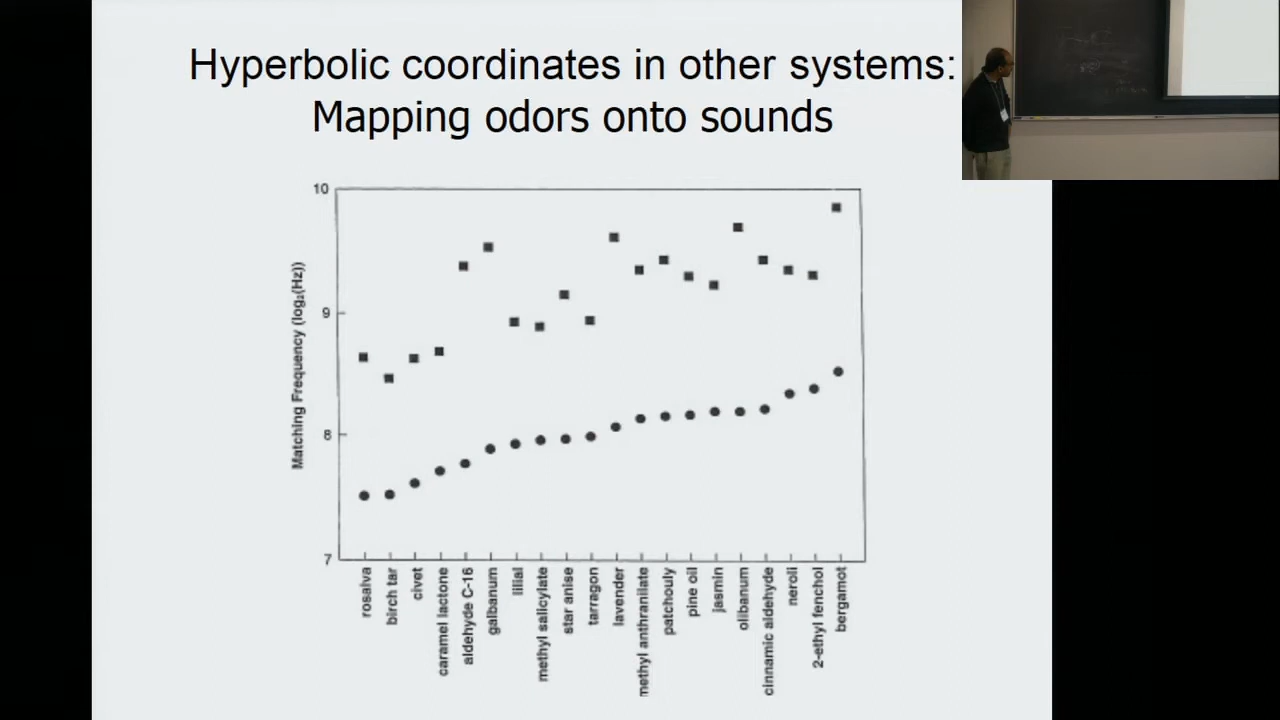 Hyperbolic coordinates in other systems:
Mapping odors onto sounds
10
9
8
7
Matching Frequency (log₂(Hz))
rosalva
birch tar
civet
caramel lactone
aldehyde C-16
galbanum
lilial
methyl salicylate
star anise
tarragon
lavender
methyl anthranilate
patchouly
pine oil
jasmin
olibanum
cinnamic aldehyde
neroli
2-ethyl fenchol
bergamot